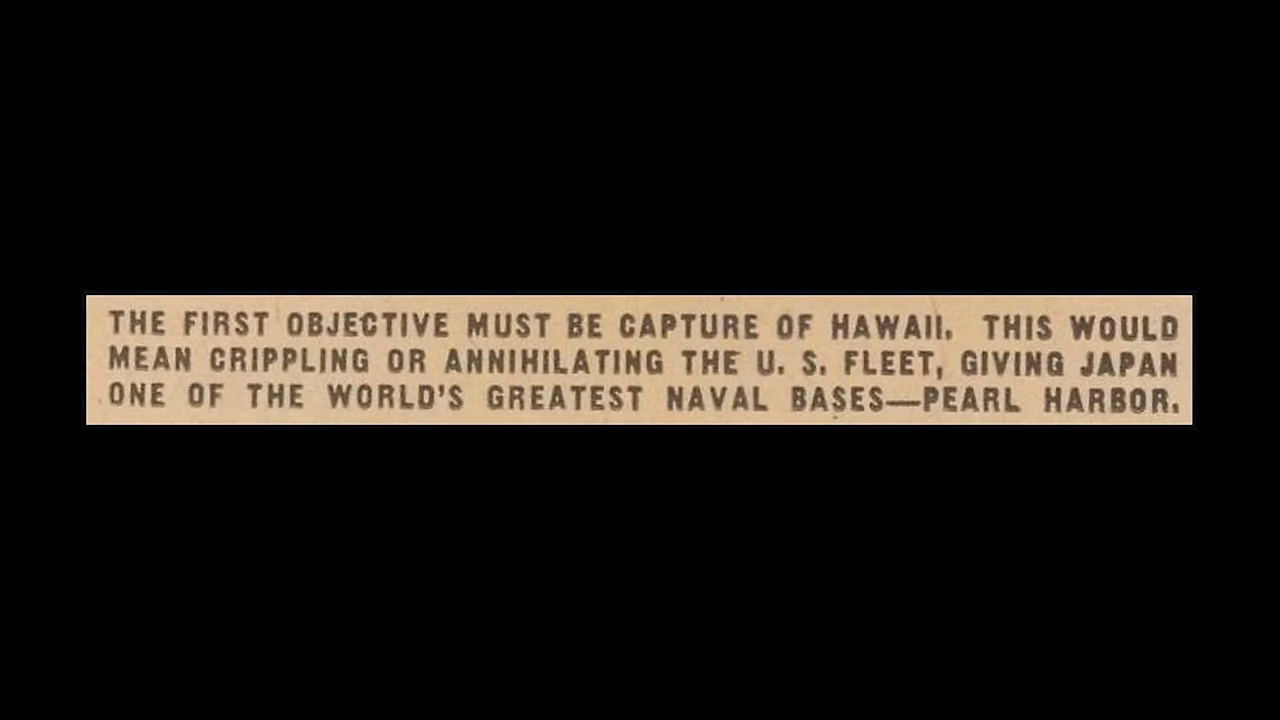 THE FIRST OBJECTIVE MUST BE CAPTURE OF HAWAII. THIS WOULD
MEAN CRIPPLING OR ANNIHILATING THE U. S. FLEET, GIVING JAPAN
ONE OF THE WORLD'S GREATEST NAVAL BASES—PEARL HARBOR.